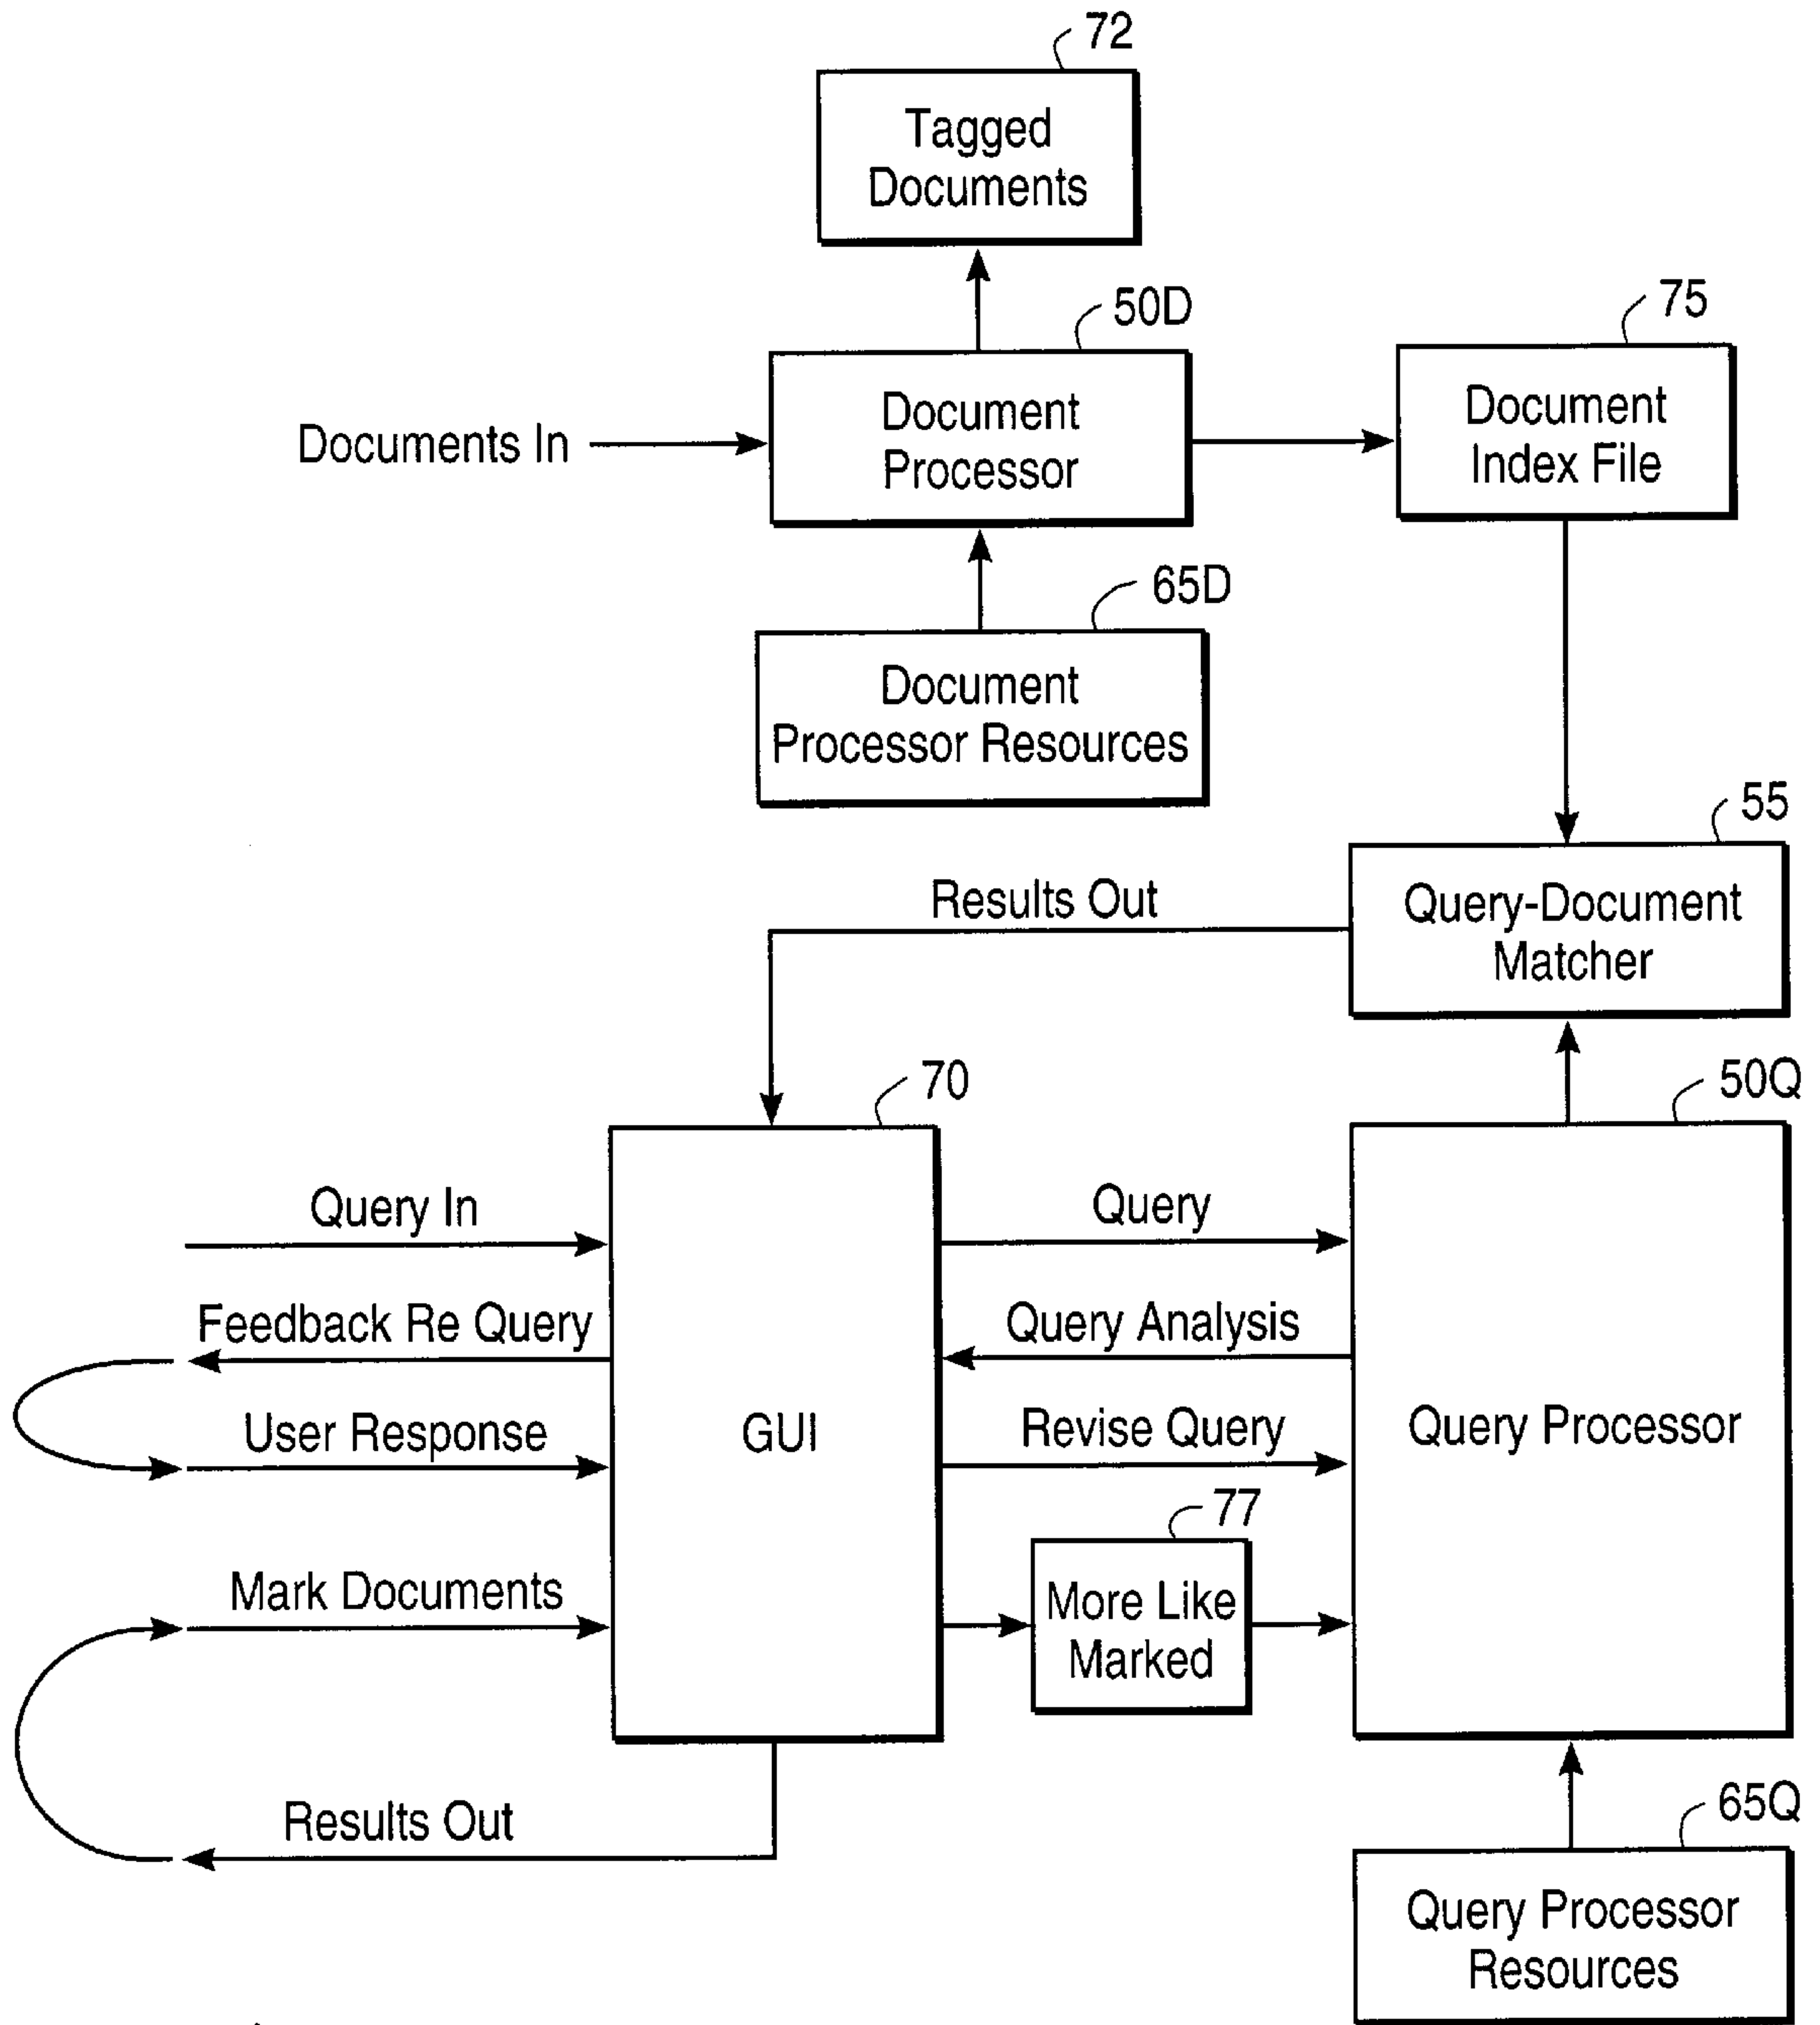 72
Tagged
Documents
50D
75
Documents In
Document
Processor
Document
Index File
65D
Document
Processor Resources
55
Results Out
Query-Document
Matcher
70
50Q
Query In
Query
Feedback Re Query
Query Analysis
User Response
GUI
Revise Query
Query Processor
77
Mark Documents
More Like
Marked
Results Out
65Q
Query Processor
Resources